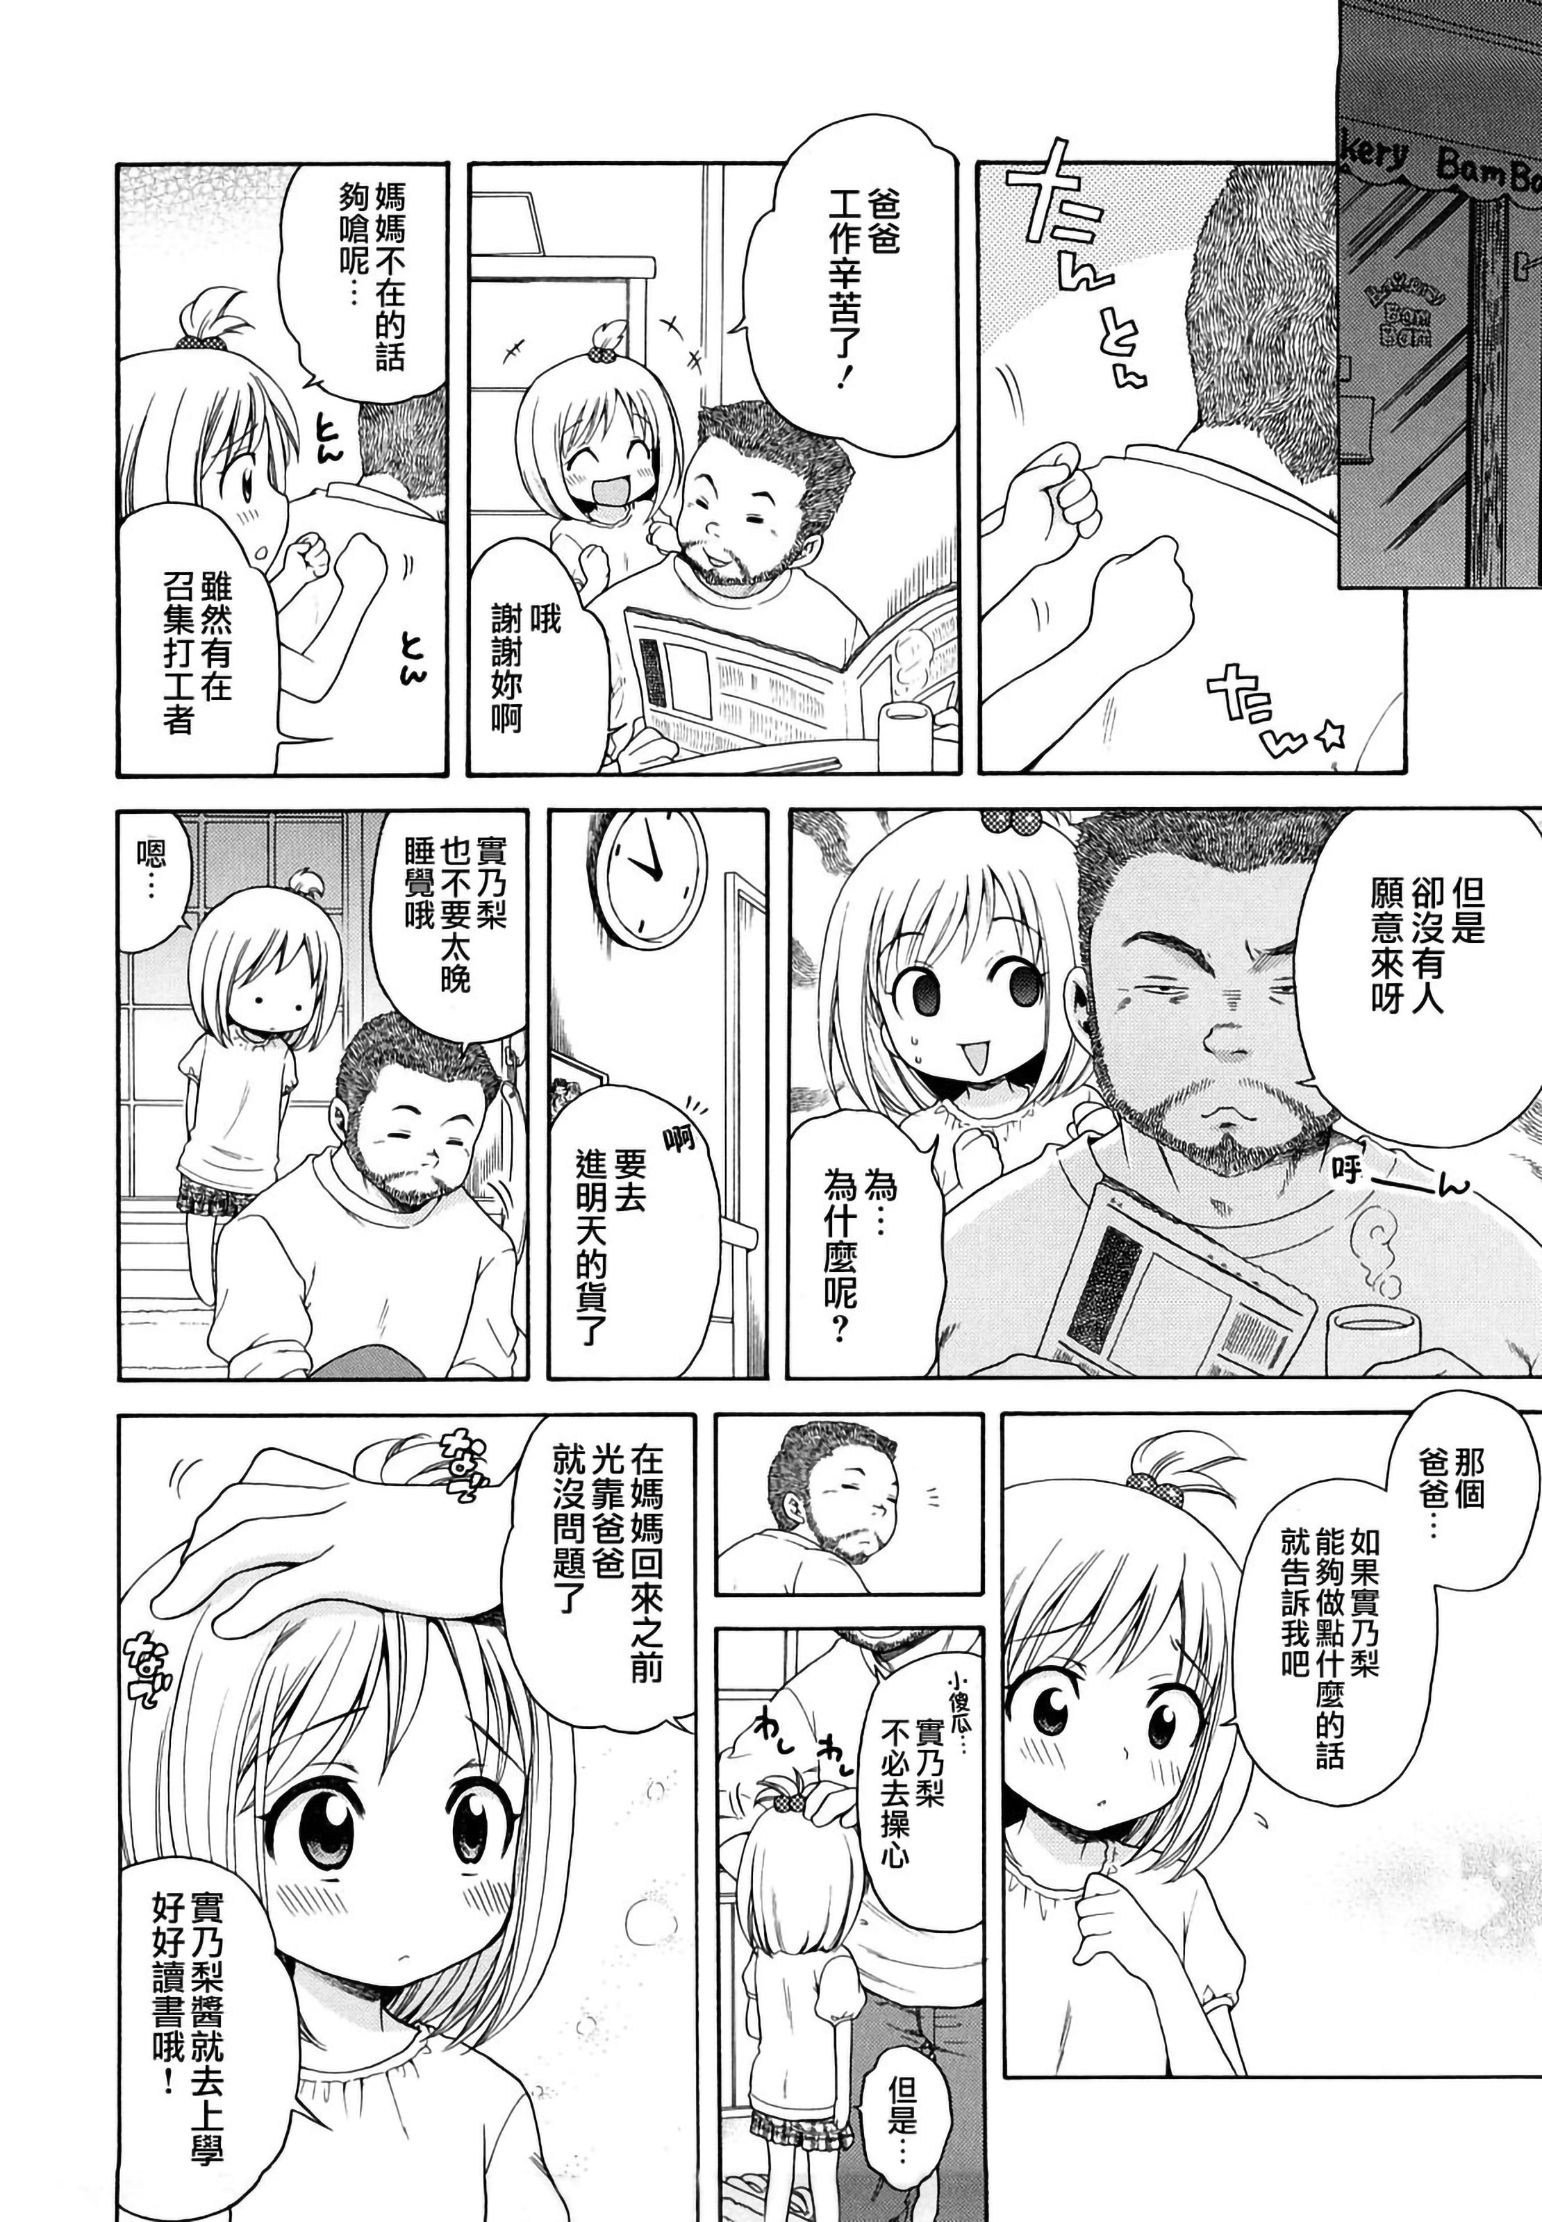 kery BamBo
Bakery
Bam
Bam
たん
とん
たん☆
爸爸
工作辛苦了！
哦
謝謝妳啊
媽媽不在的話
夠嗆呢…
とん
とん
雖然有在
召集打工者
但是
卻沒有人
願意來呀
呼——ん
為…
為什麼呢？
啊
要去
進明天的貨了
實乃梨
也不要太晚
睡覺哦
嗯…
那個
爸爸…
如果實乃梨
能夠做點什麼的話
就告訴我吧
小傻瓜…
實乃梨
不必去操心
わし
わし
但是…
在媽媽回來之前
光靠爸爸
就沒問題了
なで
なで
實乃梨醬就去上學
好好讀書哦！